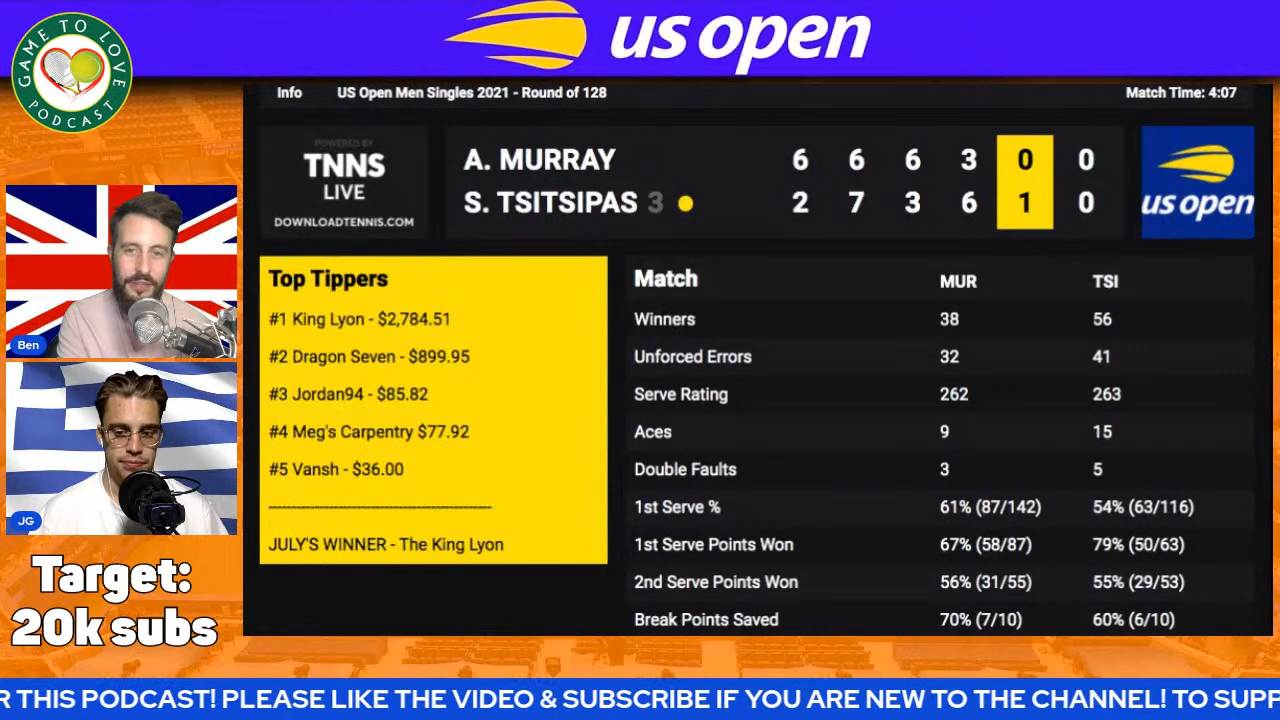 GAME TO LOVE
PODCAST
us open
Info US Open Men Singles 2021 - Round of 128 Match Time: 4:07
POWERED BY
TNNS
LIVE
DOWNLOADTENNIS.COM
A. MURRAY 6 6 6 3 0 0
S. TSITSIPAS 3 2 7 3 6 1 0
us open
Ben
JG
Target:
20k subs
Top Tippers
#1 King Lyon - $2,784.51
#2 Dragon Seven - $899.95
#3 Jordan94 - $85.82
#4 Meg's Carpentry $77.92
#5 Vansh - $36.00
--------------------------------------------
JULY'S WINNER - The King Lyon
Match MUR TSI
Winners 38 56
Unforced Errors 32 41
Serve Rating 262 263
Aces 9 15
Double Faults 3 5
1st Serve % 61% (87/142) 54% (63/116)
1st Serve Points Won 67% (58/87) 79% (50/63)
2nd Serve Points Won 56% (31/55) 55% (29/53)
Break Points Saved 70% (7/10) 60% (6/10)
R THIS PODCAST! PLEASE LIKE THE VIDEO & SUBSCRIBE IF YOU ARE NEW TO THE CHANNEL! TO SUPP